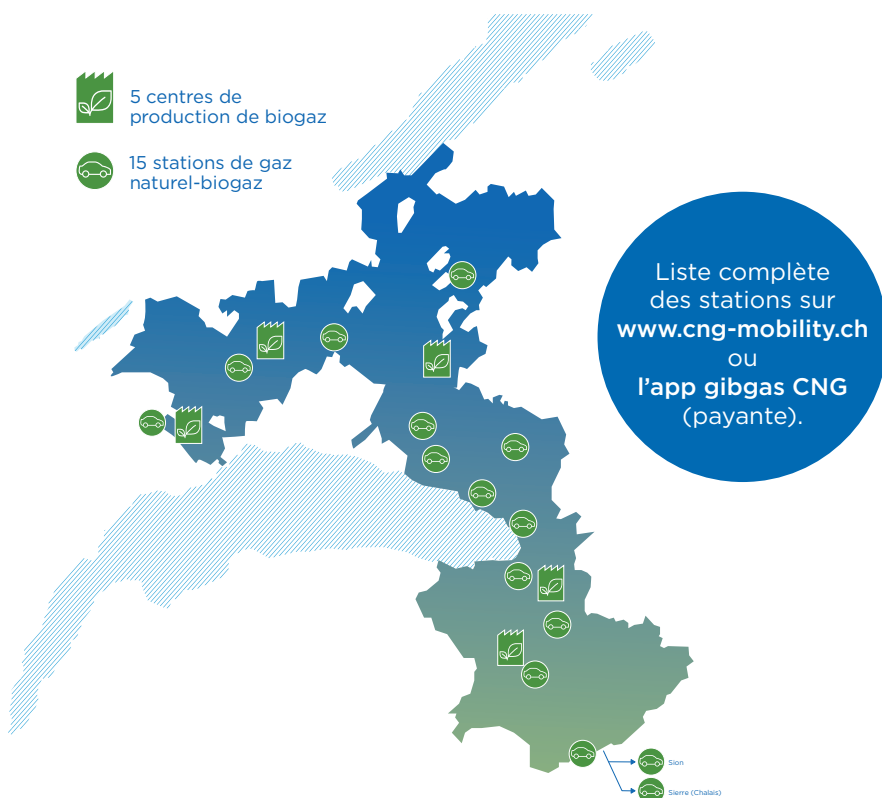 5 centres de
production de biogaz
15 stations de gaz
naturel-biogaz
Liste complète
des stations sur
www.cng-mobility.ch
ou
l'app gibgas CNG
(payante).
Sion
Sierre (Chalais)